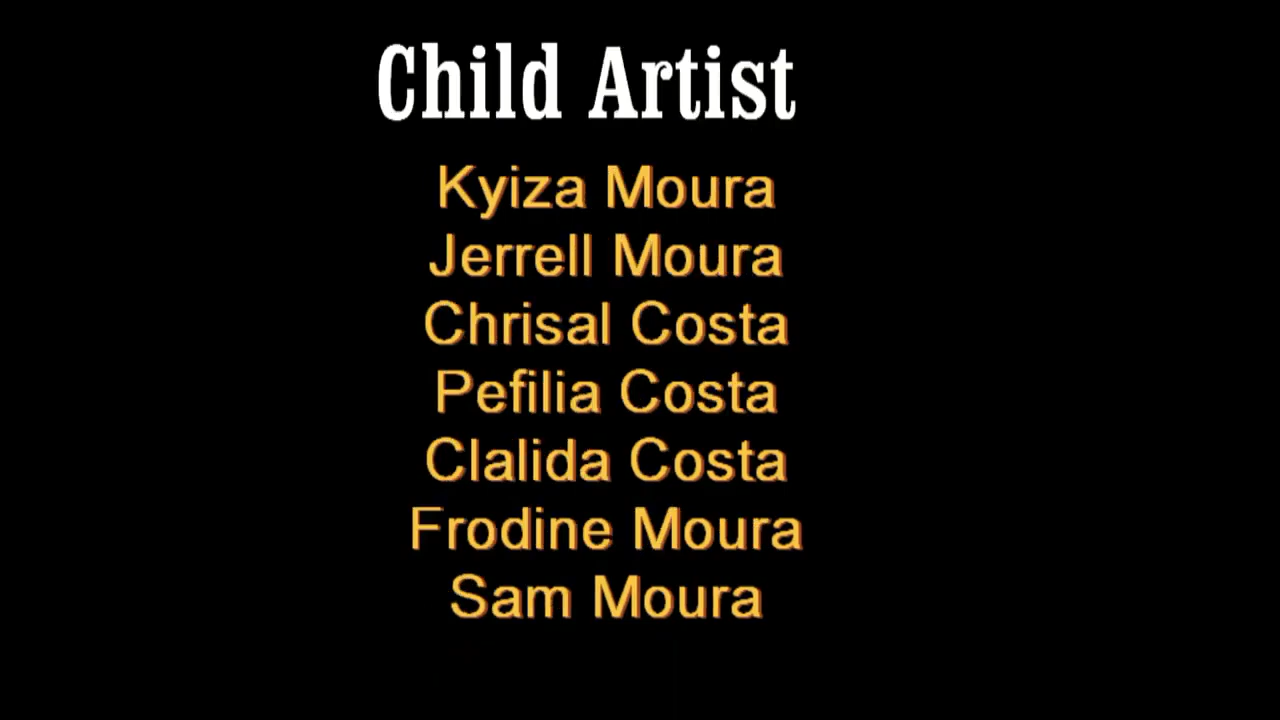 Child Artist
Kyiza Moura
Jerrell Moura
Chrisal Costa
Pefilia Costa
Clalida Costa
Frodine Moura
Sam Moura